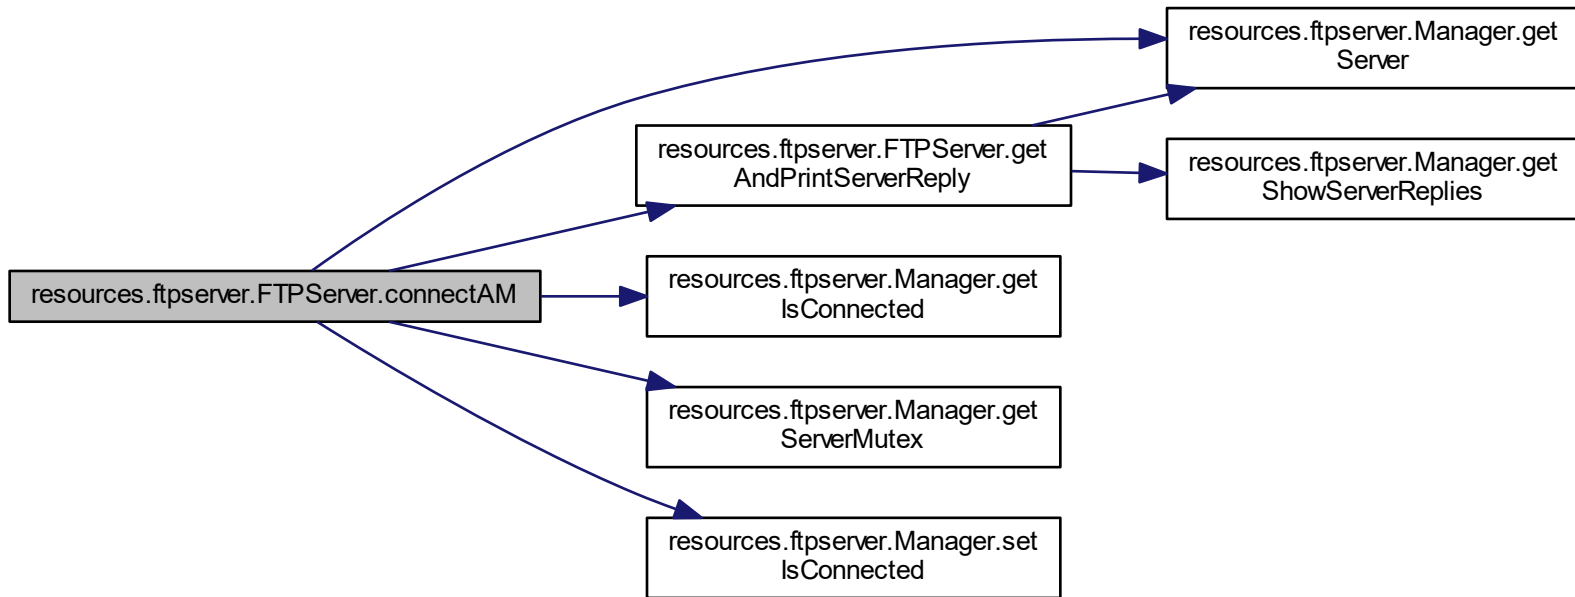 resources.ftpserver.Manager.get
Server
resources.ftpserver.FTPServer.get
AndPrintServerReply
resources.ftpserver.Manager.get
ShowServerReplies
resources.ftpserver.FTPServer.connectAM
resources.ftpserver.Manager.get
IsConnected
resources.ftpserver.Manager.get
ServerMutex
resources.ftpserver.Manager.set
IsConnected